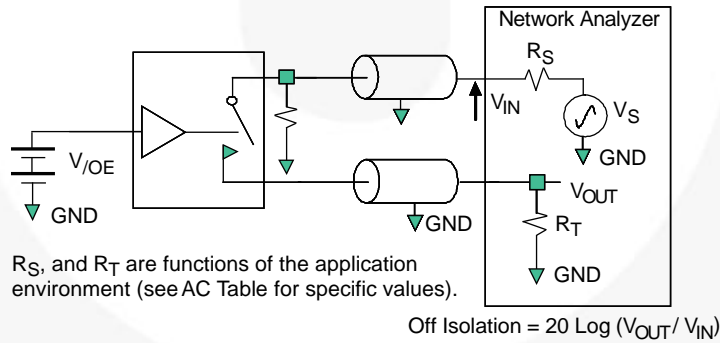 Network Analyzer
RS
VIN
VS
GND
V/OE
GND
GND
VOUT
RT
GND
RS, and RT are functions of the application
environment (see AC Table for specific values).
Off Isolation = 20 Log (VOUT/ VIN)